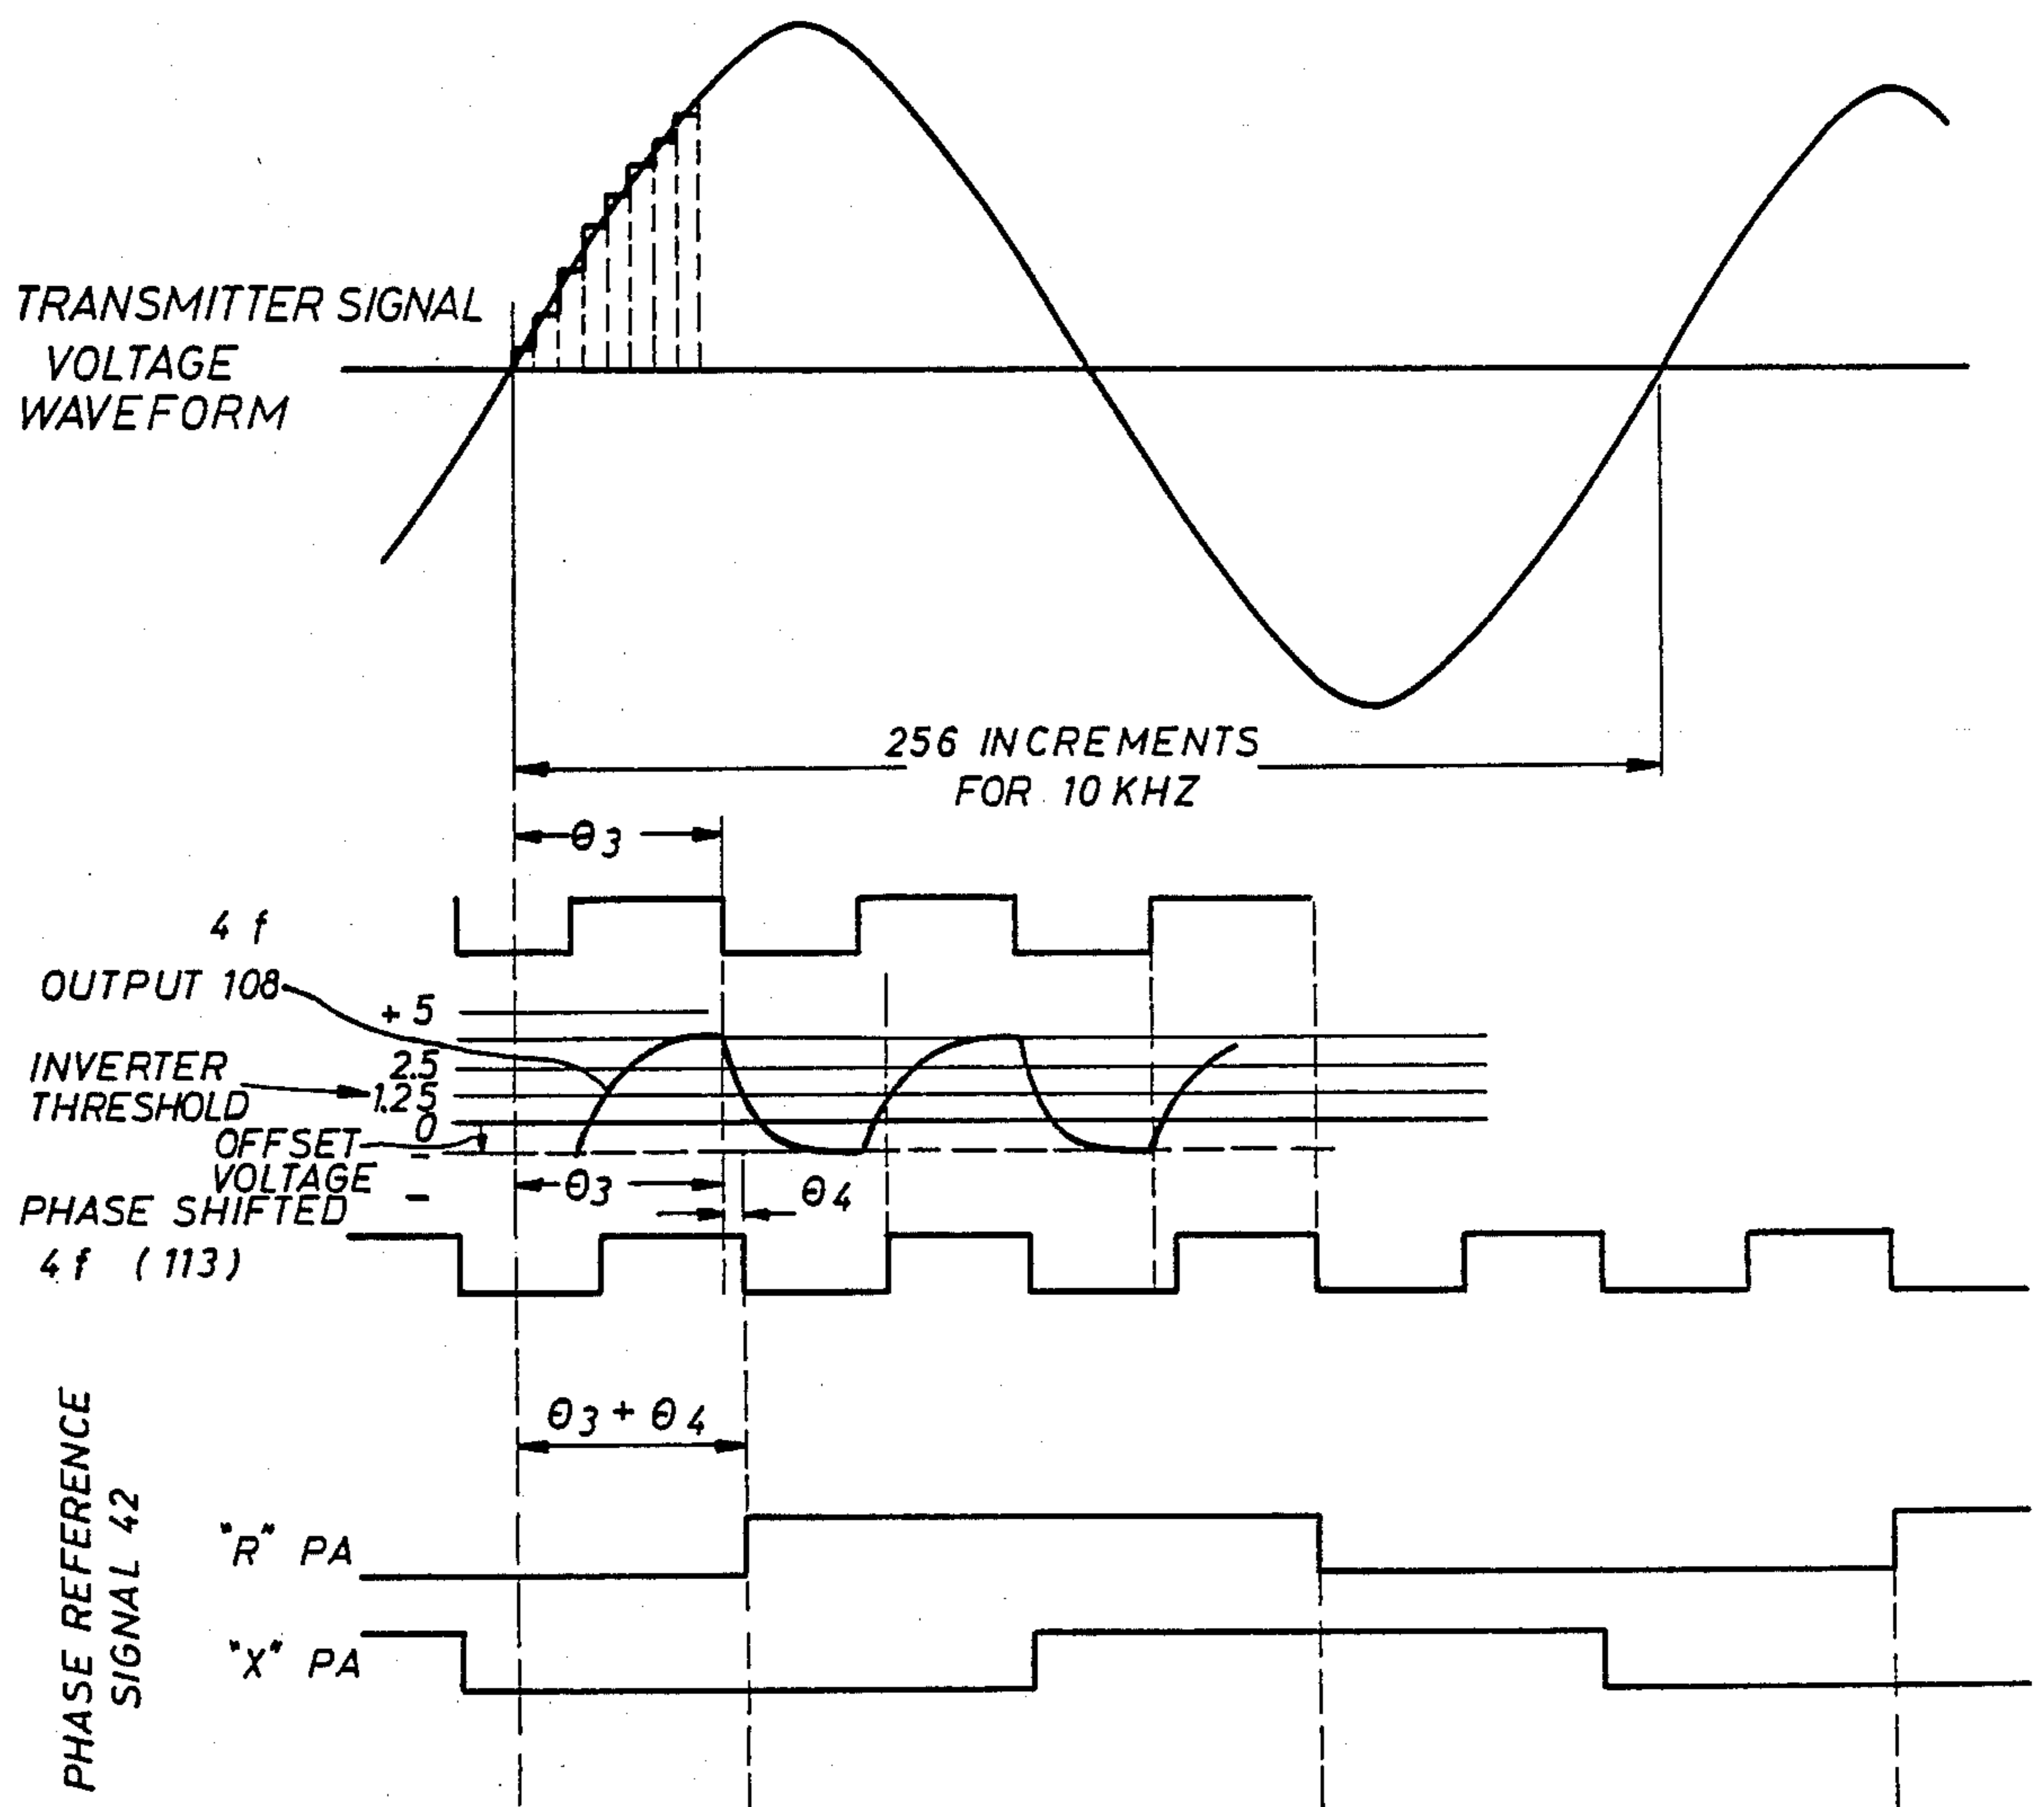 TRANSMITTER SIGNAL
VOLTAGE
WAVEFORM
256 INCREMENTS
FOR 10 KHZ
θ3
4 f
OUTPUT 108
+ 5
INVERTER
THRESHOLD
2.5
1.25
0
OFFSET
VOLTAGE
-
-
θ3
θ4
PHASE SHIFTED
4 f (113)
θ3 + θ4
PHASE REFERENCE
SIGNAL 42
"R" PA
"X" PA